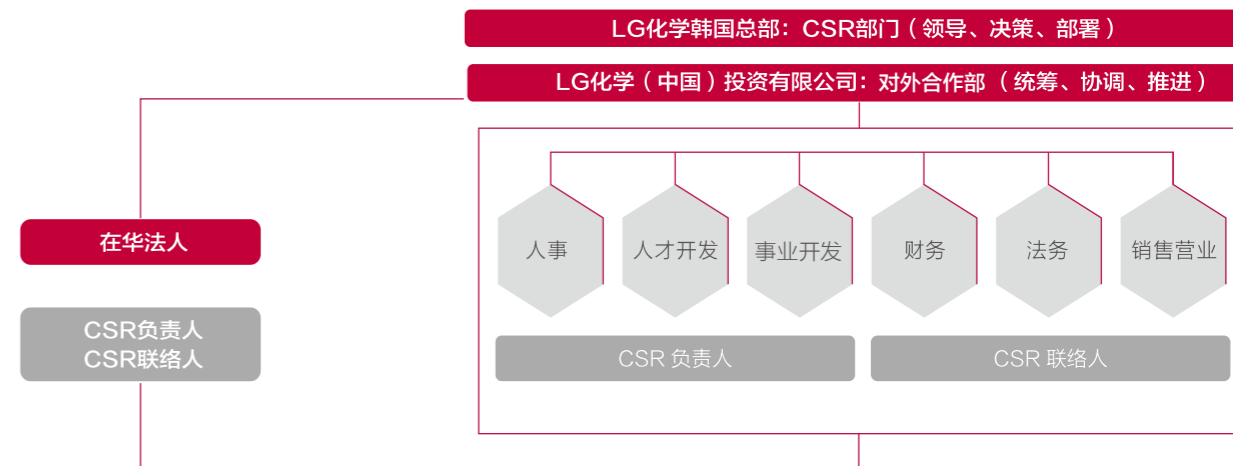 LG化学韩国总部：CSR部门（领导、决策、部署）
LG化学（中国）投资有限公司：对外合作部（统筹、协调、推进）
在华法人
CSR负责人
CSR联络人
人事
人才开发
事业开发
财务
法务
销售营业
CSR 负责人
CSR 联络人